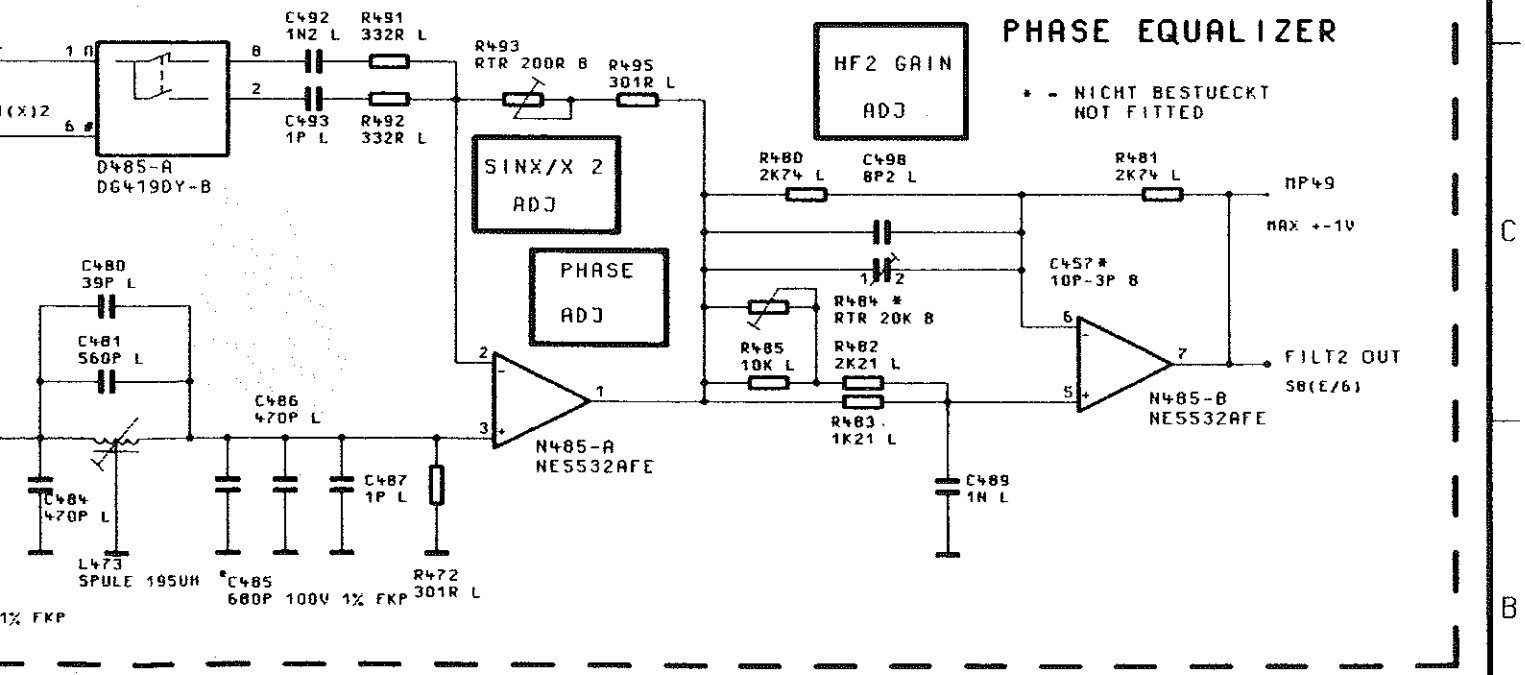 PHASE EQUALIZER
* - NICHT BESTUECKT
NOT FITTED
C492
1N2 L
R491
332R L
R493
RTR 200R B
R495
301R L
HF2 GAIN
ADJ
1
8
2
(X)2
6 #
C493
1P L
R492
332R L
D485-A
DG419DY-B
SINX/X 2
ADJ
R480
2K74 L
C498
8P2 L
R481
2K74 L
MP49
MAX +-1V
C
PHASE
ADJ
C480
39P L
C481
560P L
1
2
C457*
10P-3P B
R484 *
RTR 20K B
R485
10K L
R482
2K21 L
6
-
7
5
+
FILT2 OUT
S8(E/6)
N485-B
NE5532AFE
2
-
1
3
+
N485-A
NE5532AFE
R483
1K21 L
C486
470P L
C484
470P L
C487
1P L
C489
1N L
L473
SPULE 195UH
*C485
680P 100V 1% FKP
R472
301R L
1% FKP
B